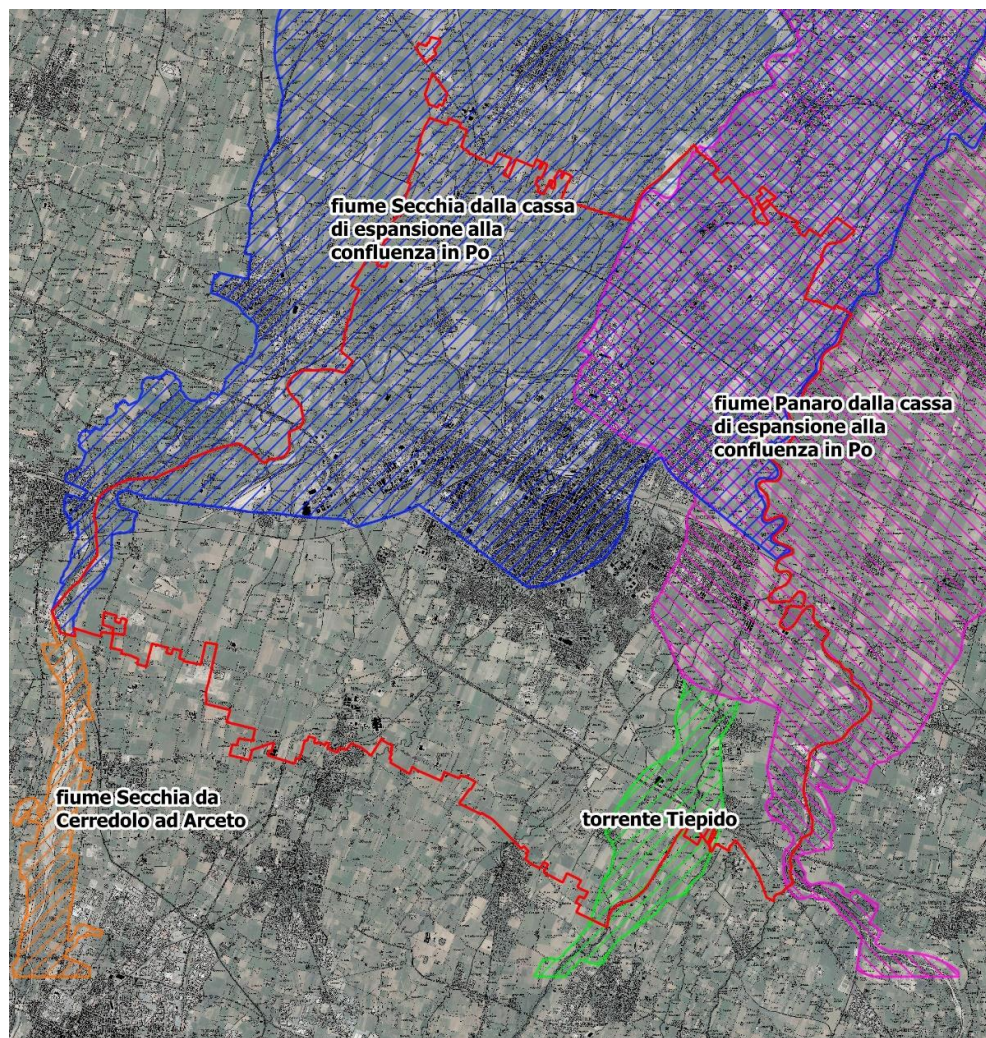 fiume Secchia dalla cassa
di espansione alla
confluenza in Po
fiume Panaro dalla cassa
di espansione alla
confluenza in Po
fiume Secchia da
Cerredolo ad Arceto
torrente Tiepido